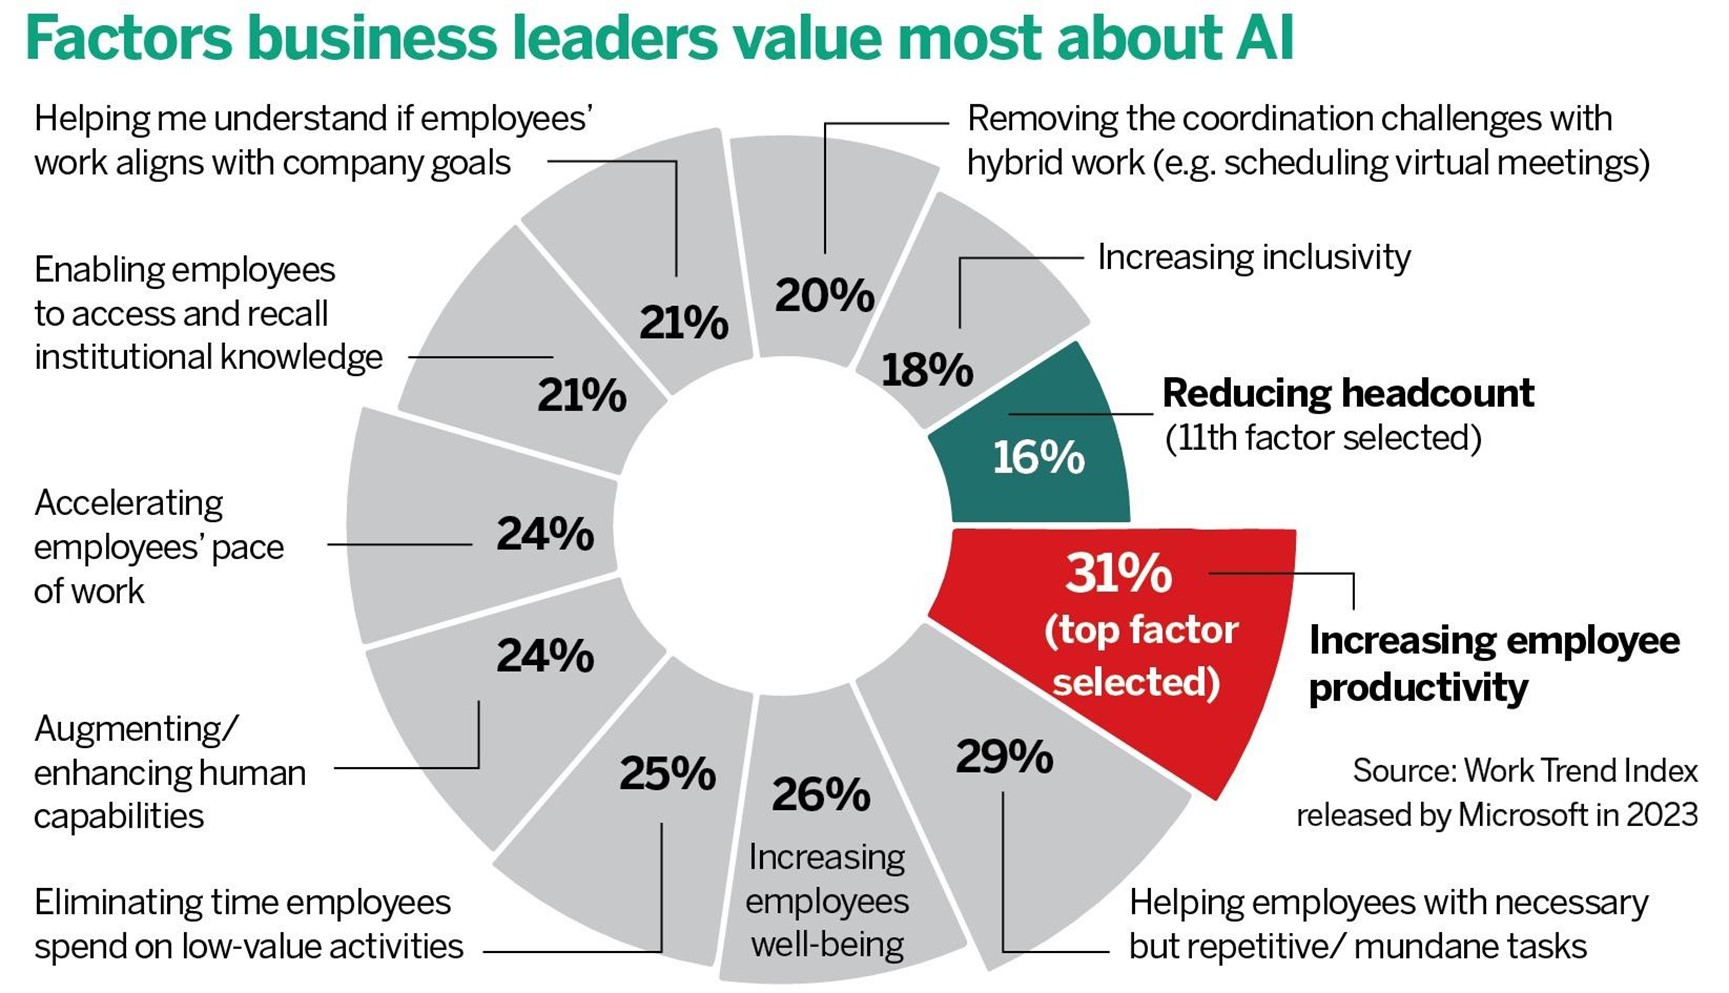 Factors business leaders value most about AI
Helping me understand if employees’
work aligns with company goals
21%
Removing the coordination challenges with
hybrid work (e.g. scheduling virtual meetings)
20%
Increasing inclusivity
18%
Enabling employees
to access and recall
institutional knowledge
21%
Reducing headcount
(11th factor selected)
16%
Accelerating
employees’ pace
of work
24%
31%
(top factor
selected)
Increasing employee
productivity
Augmenting/
enhancing human
capabilities
24%
Eliminating time employees
spend on low-value activities
25%
26%
Increasing
employees
well-being
29%
Helping employees with necessary
but repetitive/ mundane tasks
Source: Work Trend Index
released by Microsoft in 2023